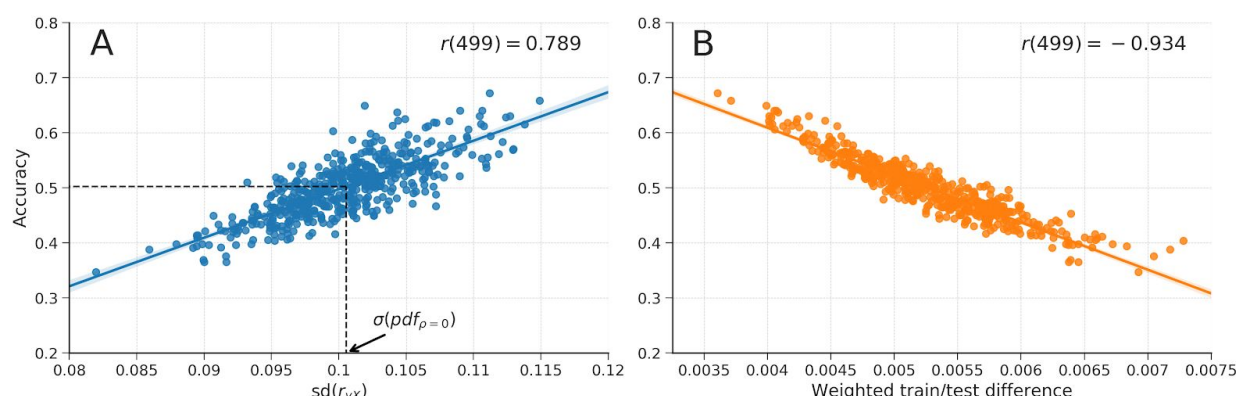 A
r(499) = 0.789
0.8
0.7
0.6
0.5
0.4
0.3
0.2
Accuracy
σ(pdfρ=0)
0.08 0.085 0.09 0.095 0.1 0.105 0.11 0.115 0.12
sd(ryx)
B
r(499) = −0.934
0.8
0.7
0.6
0.5
0.4
0.3
0.2
0.0035 0.004 0.0045 0.005 0.0055 0.006 0.0065 0.007 0.0075
Weighted train/test difference